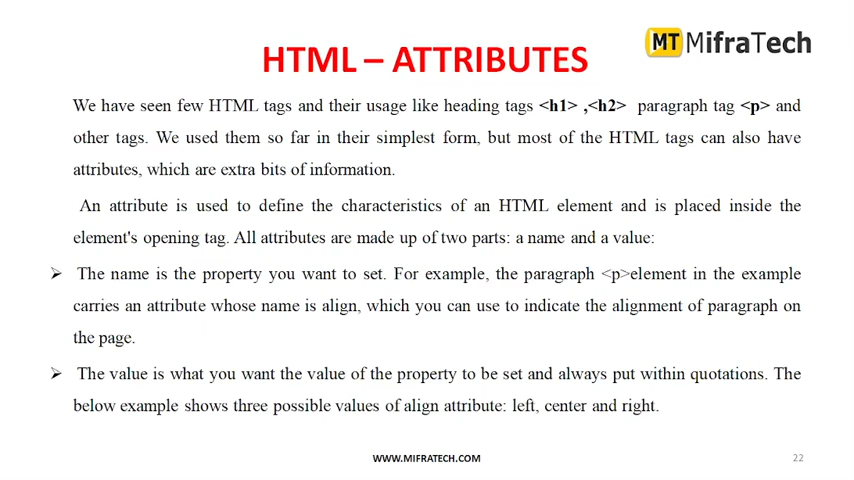 MT MifraTech
HTML – ATTRIBUTES
We have seen few HTML tags and their usage like heading tags <h1> ,<h2> paragraph tag <p> and
other tags. We used them so far in their simplest form, but most of the HTML tags can also have
attributes, which are extra bits of information.
An attribute is used to define the characteristics of an HTML element and is placed inside the
element's opening tag. All attributes are made up of two parts: a name and a value:
➢ The name is the property you want to set. For example, the paragraph <p>element in the example
carries an attribute whose name is align, which you can use to indicate the alignment of paragraph on
the page.
➢ The value is what you want the value of the property to be set and always put within quotations. The
below example shows three possible values of align attribute: left, center and right.
WWW.MIFRATECH.COM
22